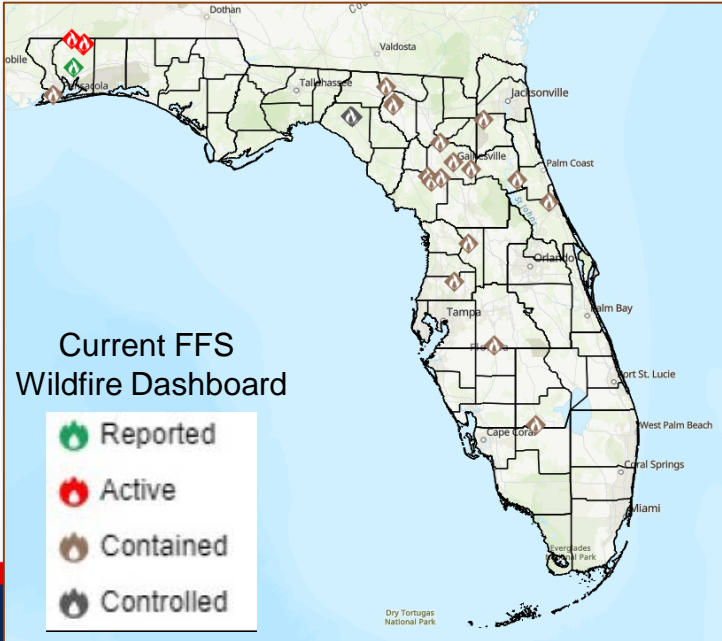 Dothan
Valdosta
obile
Tallahassee
Jacksonville
Gainesville
Palm Coast
St Johns
Orlando
Tampa
Palm Bay
Port St. Lucie
West Palm Beach
Cape Coral
Coral Springs
Miami
Everglades
National Park
Dry Tortugas
National Park
Current FFS
Wildfire Dashboard
Reported
Active
Contained
Controlled